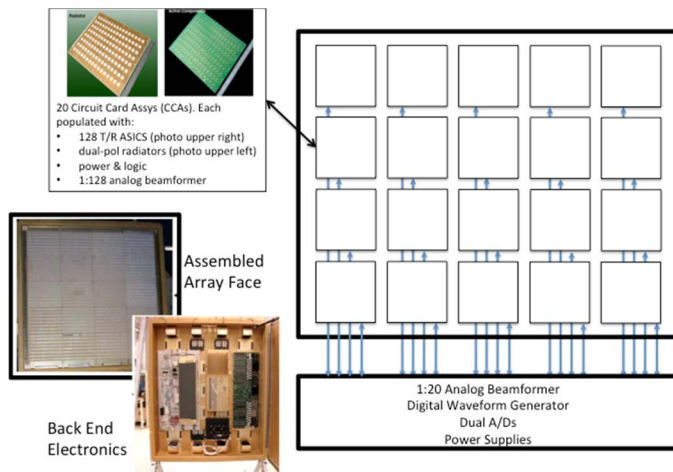 Radiator
Active Components
20 Circuit Card Assys (CCAs). Each
populated with:
• 128 T/R ASICS (photo upper right)
• dual-pol radiators (photo upper left)
• power & logic
• 1:128 analog beamformer
Assembled
Array Face
Back End
Electronics
1:20 Analog Beamformer
Digital Waveform Generator
Dual A/Ds
Power Supplies